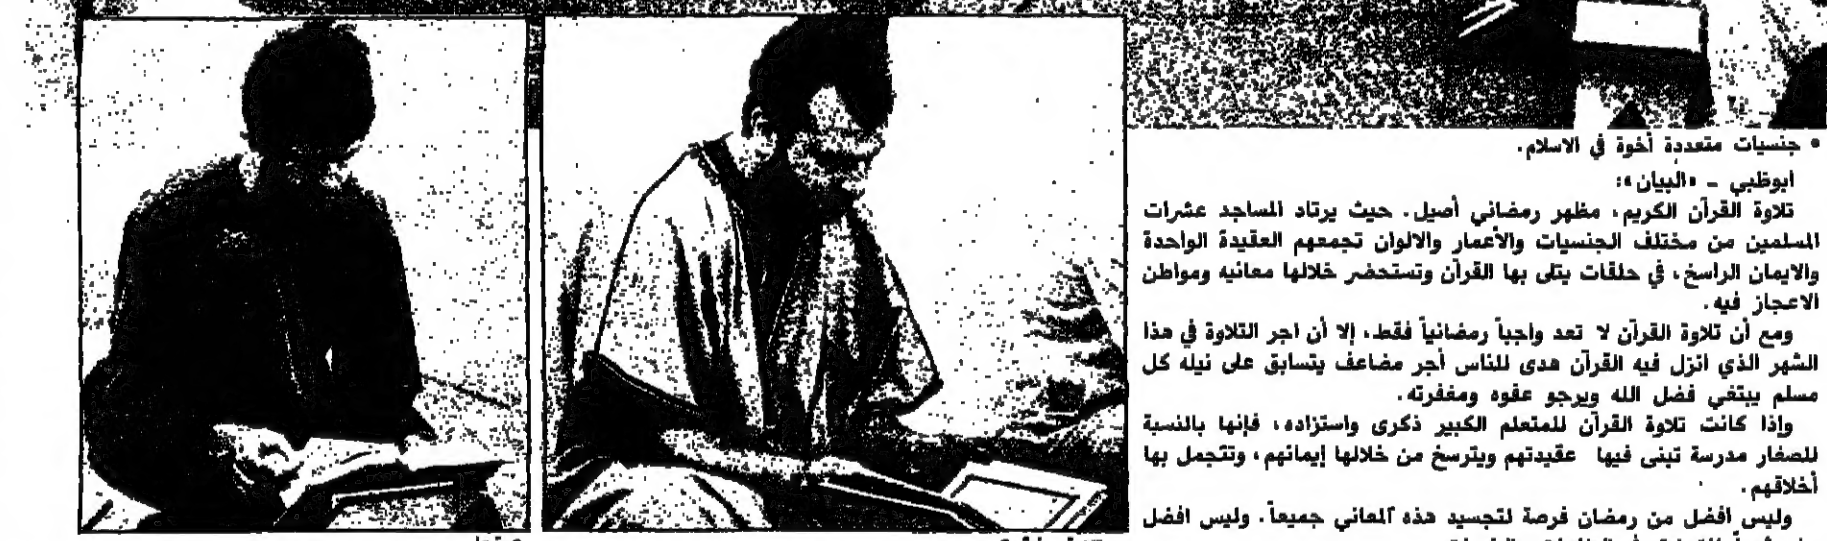 • جنسيات متعددة أخوة في الاسلام.
ابوظبي - «البيان»:
تلاوة القرآن الكريم، مظهر رمضاني أصيل. حيث يرتاد المساجد عشرات
المسلمين من مختلف الجنسيات والأعمار والالوان تجمعهم العقيدة الواحدة
والايمان الراسخ، في حلقات يتلى بها القرآن وتستحضر خلالها معانيه ومواطن
الاعجاز فيه.
ومع أن تلاوة القرآن لا تعد واجباً رمضانياً فقط، إلا أن اجر التلاوة في هذا
الشهر الذي انزل فيه القرآن هدى للناس أجر مضاعف يتسابق على نيله كل
مسلم يبتغي فضل الله ويرجو عفوه ومغفرته.
وإذا كانت تلاوة القرآن للمتعلم الكبير ذكرى واستزاده، فإنها بالنسبة
للصغار مدرسة تبنى فيها عقيدتهم ويترسخ من خلالها إيمانهم، وتتجمل بها
أخلاقهم.
وليس افضل من رمضان فرصة لتجسيد هذه المعاني جميعاً. وليس افضل